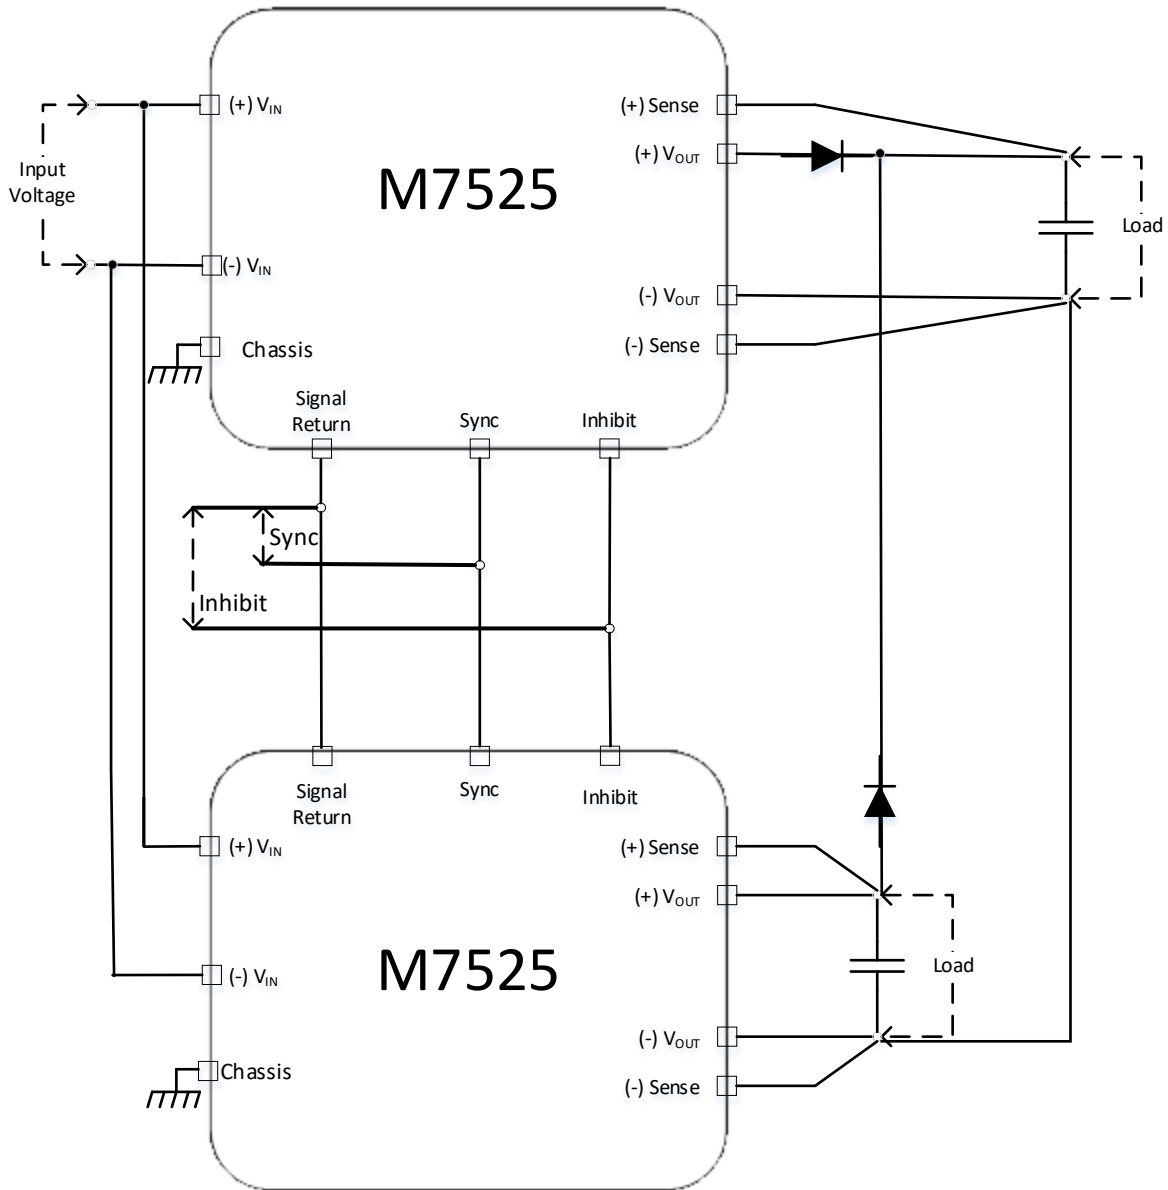 (+) VIN
(+) Sense
Input
Voltage
M7525
(+) VOUT
Load
(-) VIN
(-) VOUT
Chassis
(-) Sense
Signal
Return
Sync
Inhibit
Sync
Inhibit
Signal
Return
Sync
Inhibit
(+) VIN
(+) Sense
(+) VOUT
M7525
Load
(-) VIN
(-) VOUT
Chassis
(-) Sense